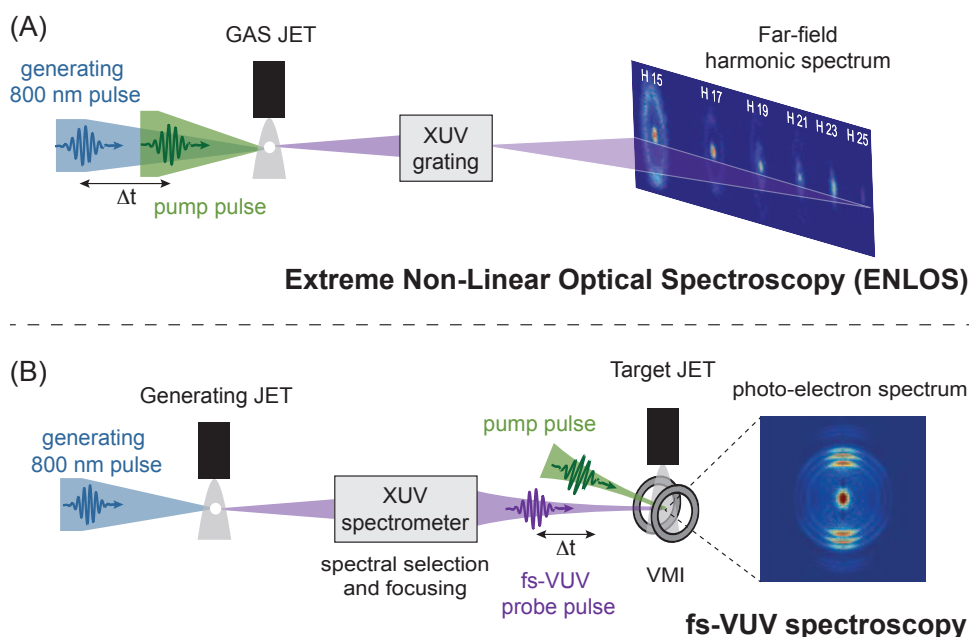 (A)
GAS JET
Far-field
harmonic spectrum
generating
800 nm pulse
H 15
H 17
H 19
H 21
H 23
H 25
XUV
grating
Δt
pump pulse
Extreme Non-Linear Optical Spectroscopy (ENLOS)
(B)
Generating JET
Target JET
photo-electron spectrum
generating
800 nm pulse
pump pulse
XUV
spectrometer
spectral selection
and focusing
Δt
fs-VUV
probe pulse
VMI
fs-VUV spectroscopy